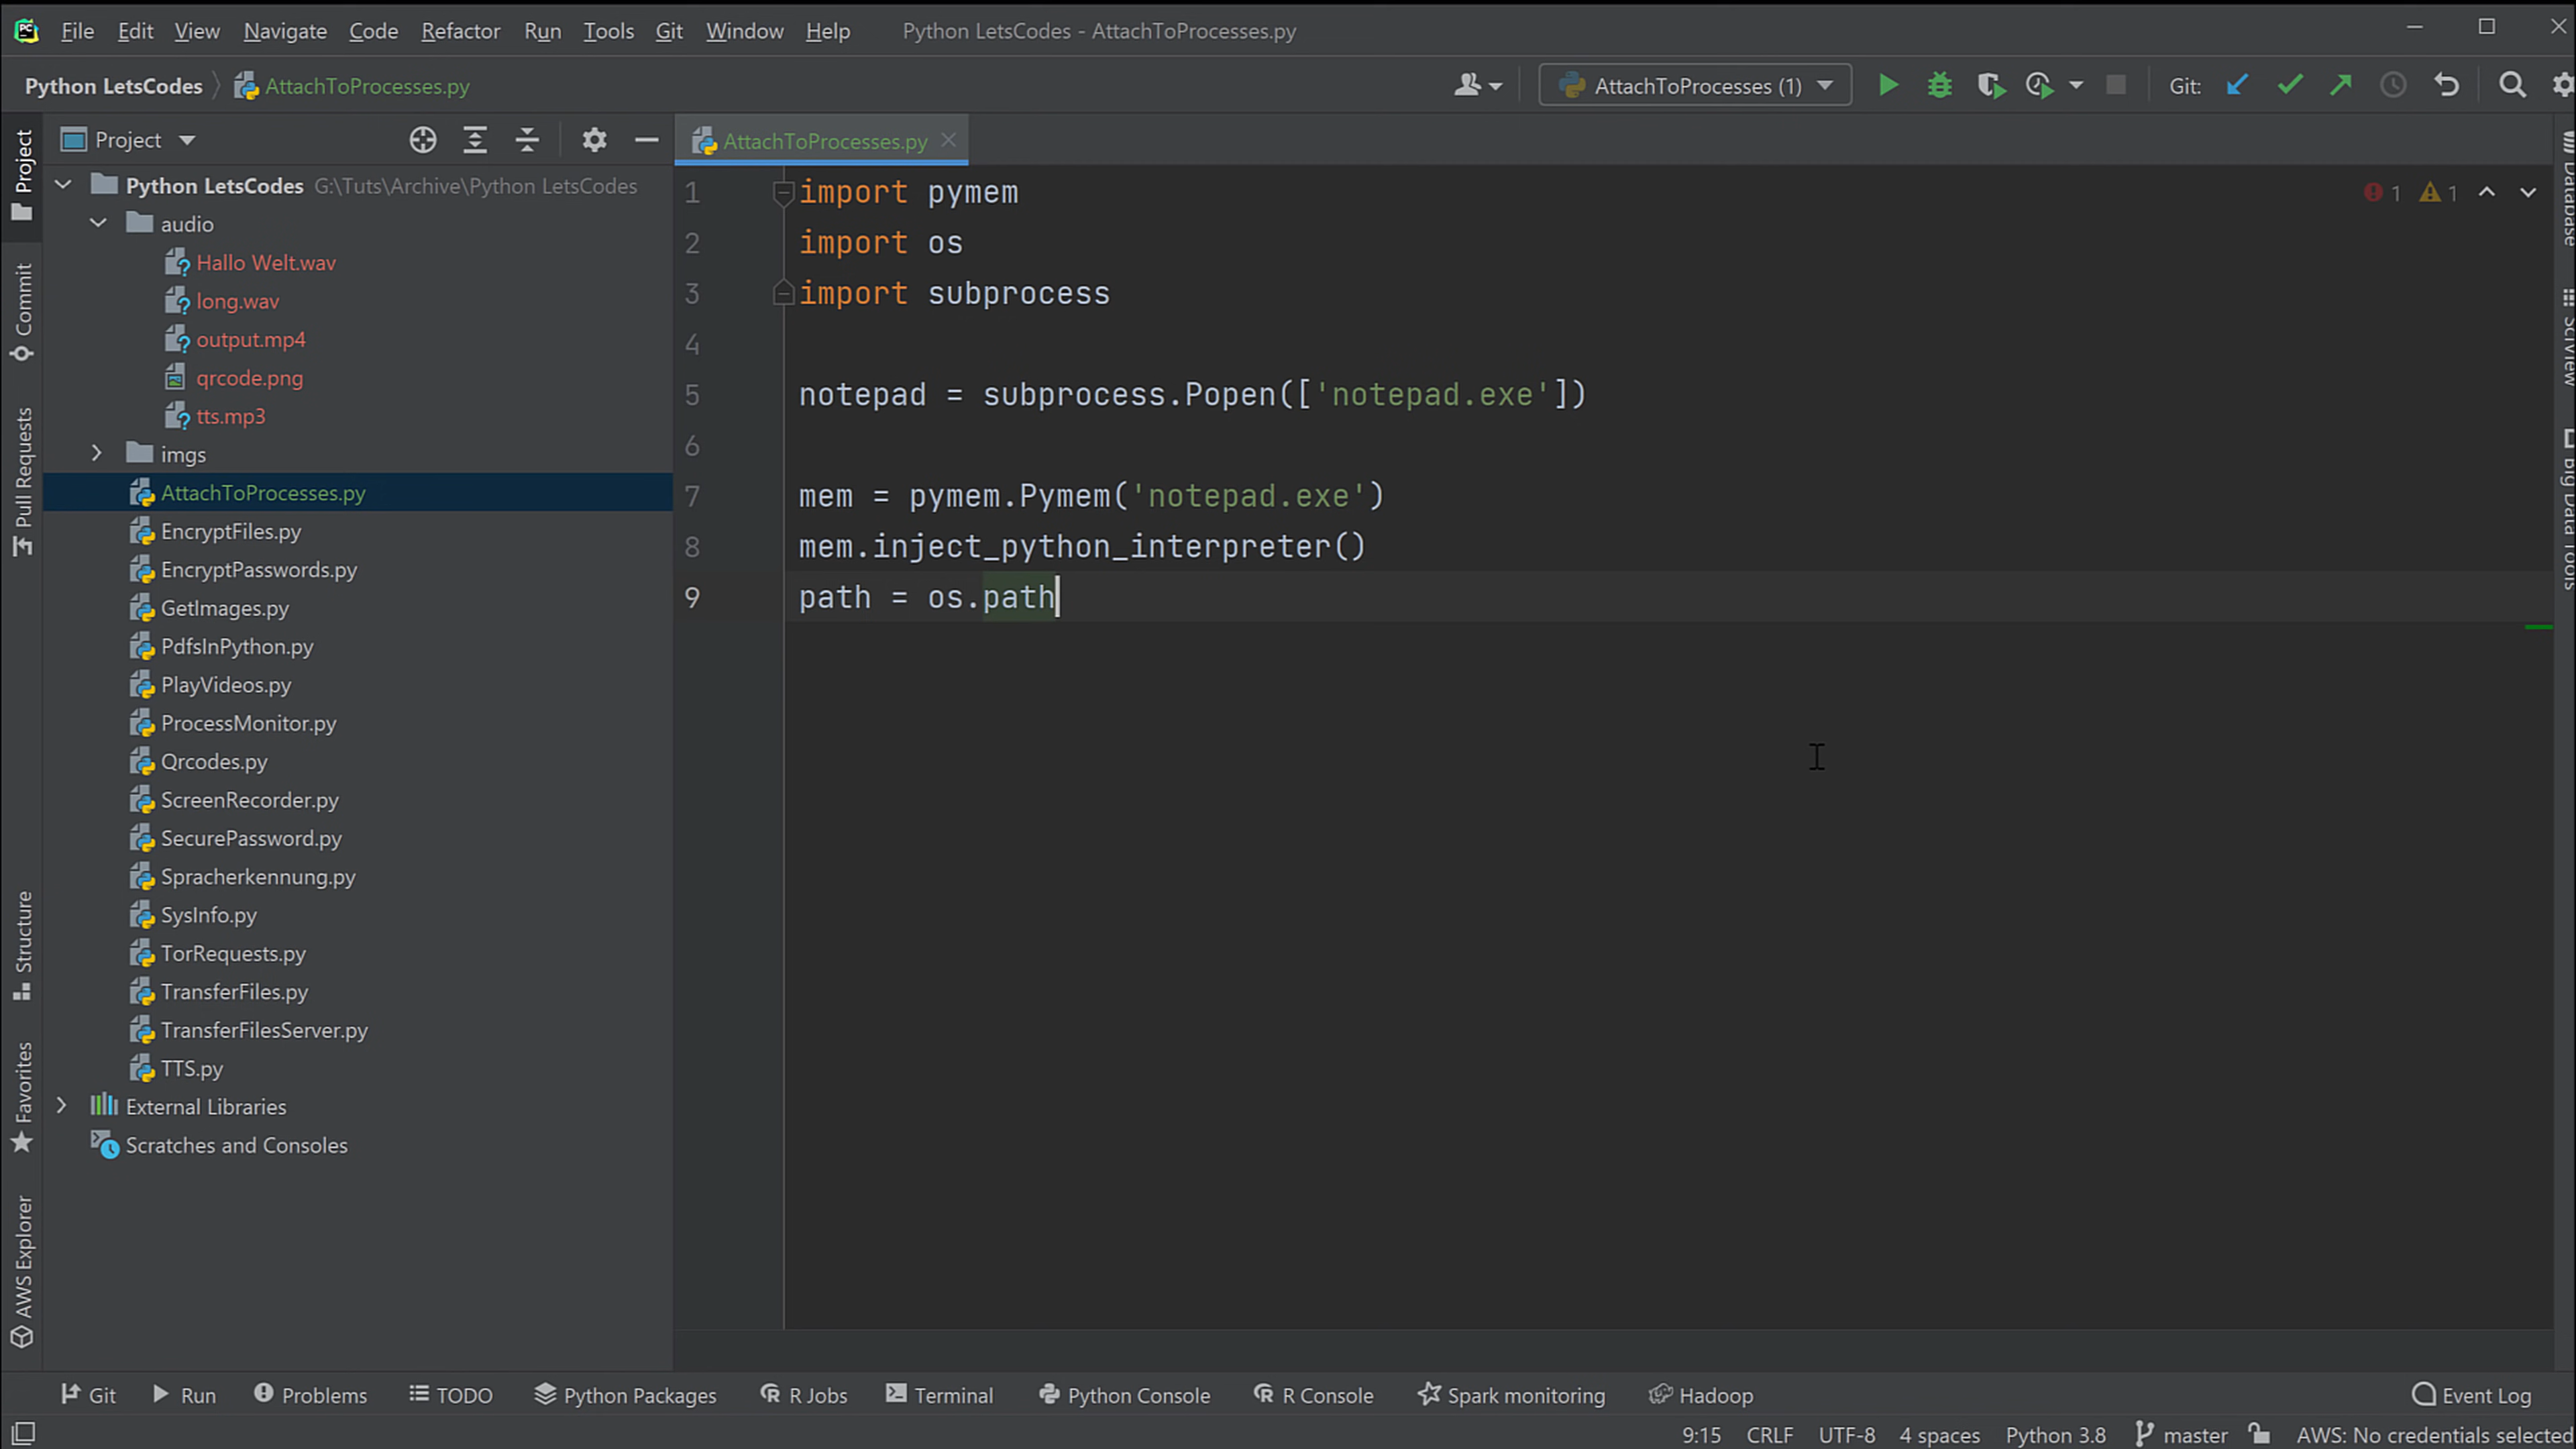 File Edit View Navigate Code Refactor Run Tools Git Window Help Python LetsCodes - AttachToProcesses.py
Python LetsCodes AttachToProcesses.py AttachToProcesses (1) Git:
Project
Project
AttachToProcesses.py
Python LetsCodes G:\Tuts\Archive\Python LetsCodes
audio
Hallo Welt.wav
long.wav
output.mp4
qrcode.png
tts.mp3
imgs
AttachToProcesses.py
EncryptFiles.py
EncryptPasswords.py
GetImages.py
PdfsInPython.py
PlayVideos.py
ProcessMonitor.py
Qrcodes.py
ScreenRecorder.py
SecurePassword.py
Spracherkennung.py
SysInfo.py
TorRequests.py
TransferFiles.py
TransferFilesServer.py
TTS.py
External Libraries
Scratches and Consoles
Commit
Pull Requests
Structure
Favorites
AWS Explorer
1 import pymem
2 import os
3 import subprocess
4
5 notepad = subprocess.Popen(['notepad.exe'])
6
7 mem = pymem.Pymem('notepad.exe')
8 mem.inject_python_interpreter()
9 path = os.path
1 1
Database
SciView
Big Data Tools
Git Run Problems TODO Python Packages R Jobs Terminal Python Console R Console Spark monitoring Hadoop Event Log
9:15 CRLF UTF-8 4 spaces Python 3.8 master AWS: No credentials selected